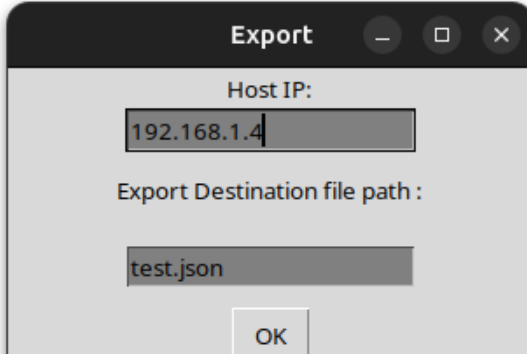 Export
Host IP:
192.168.1.4
Export Destination file path :
test.json
OK